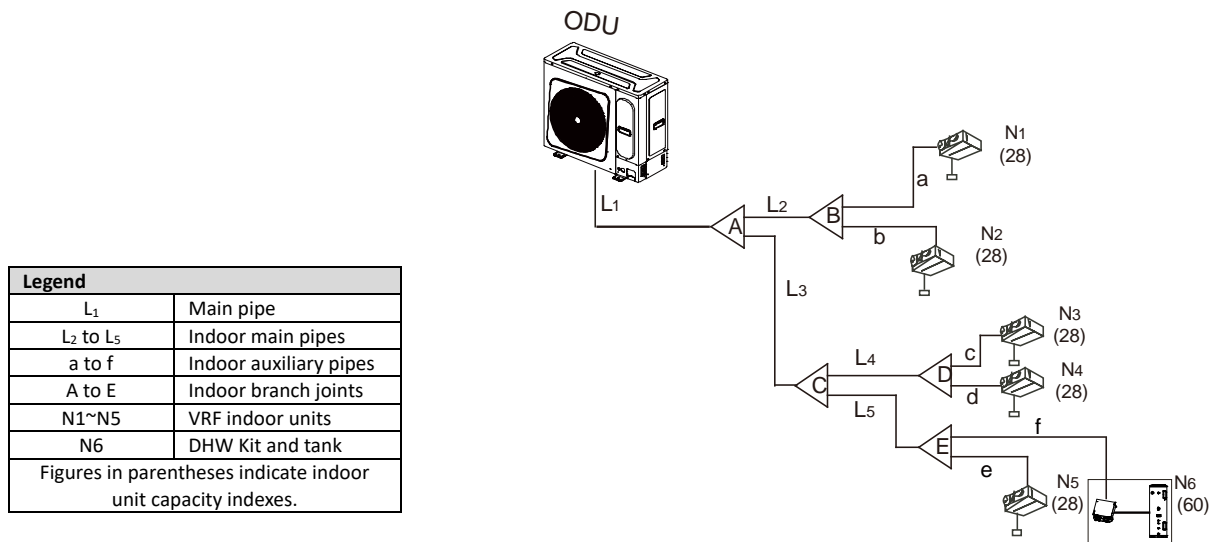 ODU
N1
(28)
a
L1
L2
A
B
b
N2
(28)
L3
Legend
L1 Main pipe
L2 to L5 Indoor main pipes
a to f Indoor auxiliary pipes
A to E Indoor branch joints
N1~N5 VRF indoor units
N6 DHW Kit and tank
Figures in parentheses indicate indoor
unit capacity indexes.
N3
(28)
c
L4
C
D
N4
(28)
d
L5
f
E
e
N5
(28)
N6
(60)